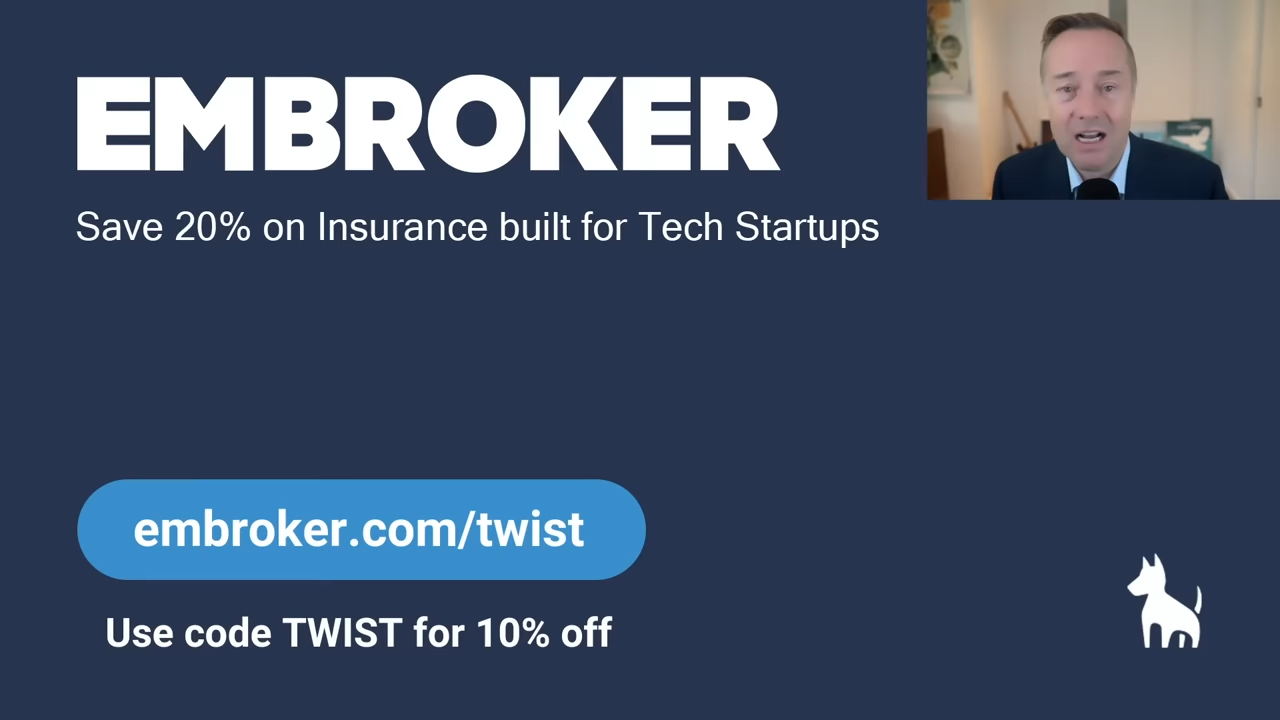 EMBROKER
Save 20% on Insurance built for Tech Startups
embroker.com/twist
Use code TWIST for 10% off